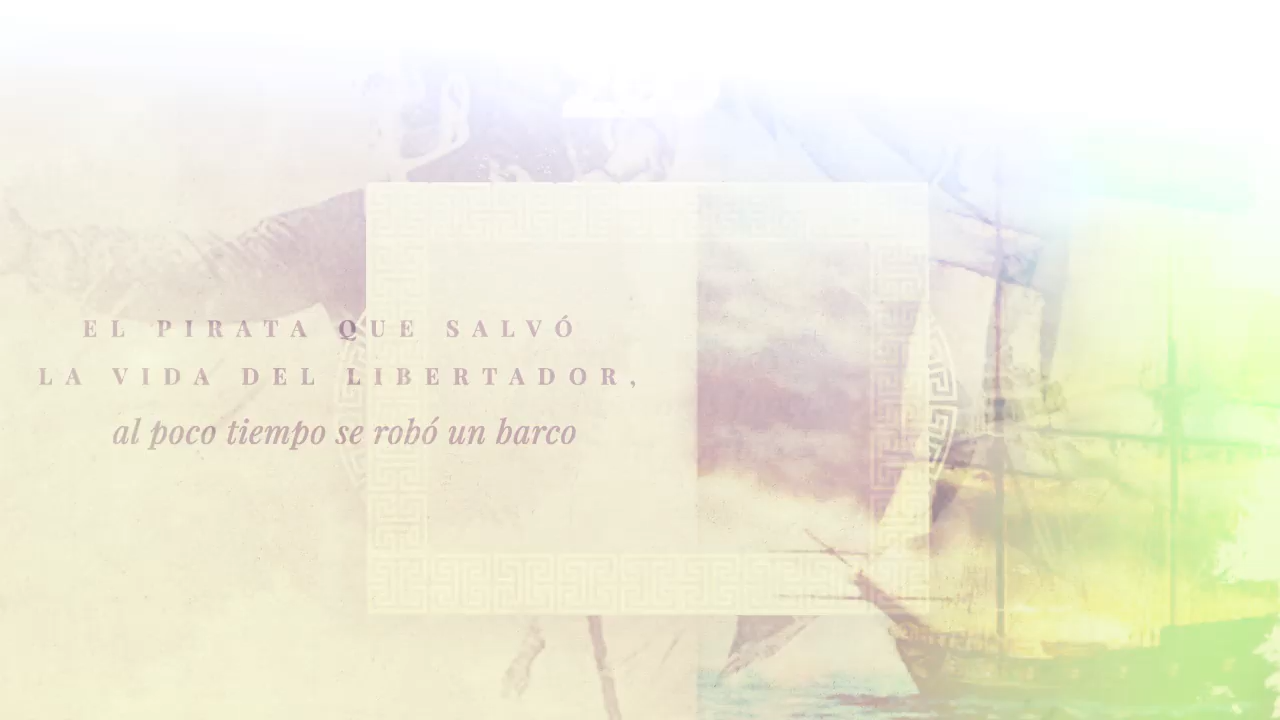 EL PIRATA QUE SALVÓ
LA VIDA DEL LIBERTADOR,
al poco tiempo se robó un barco